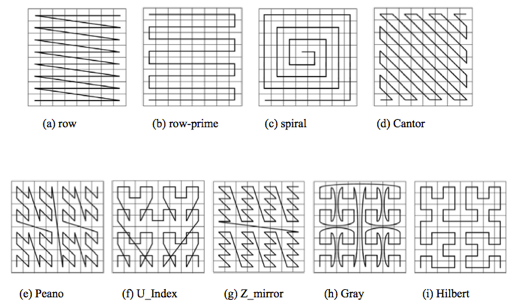 (a) row
(b) row-prime
(c) spiral
(d) Cantor
(e) Peano
(f) U_Index
(g) Z_mirror
(h) Gray
(i) Hilbert